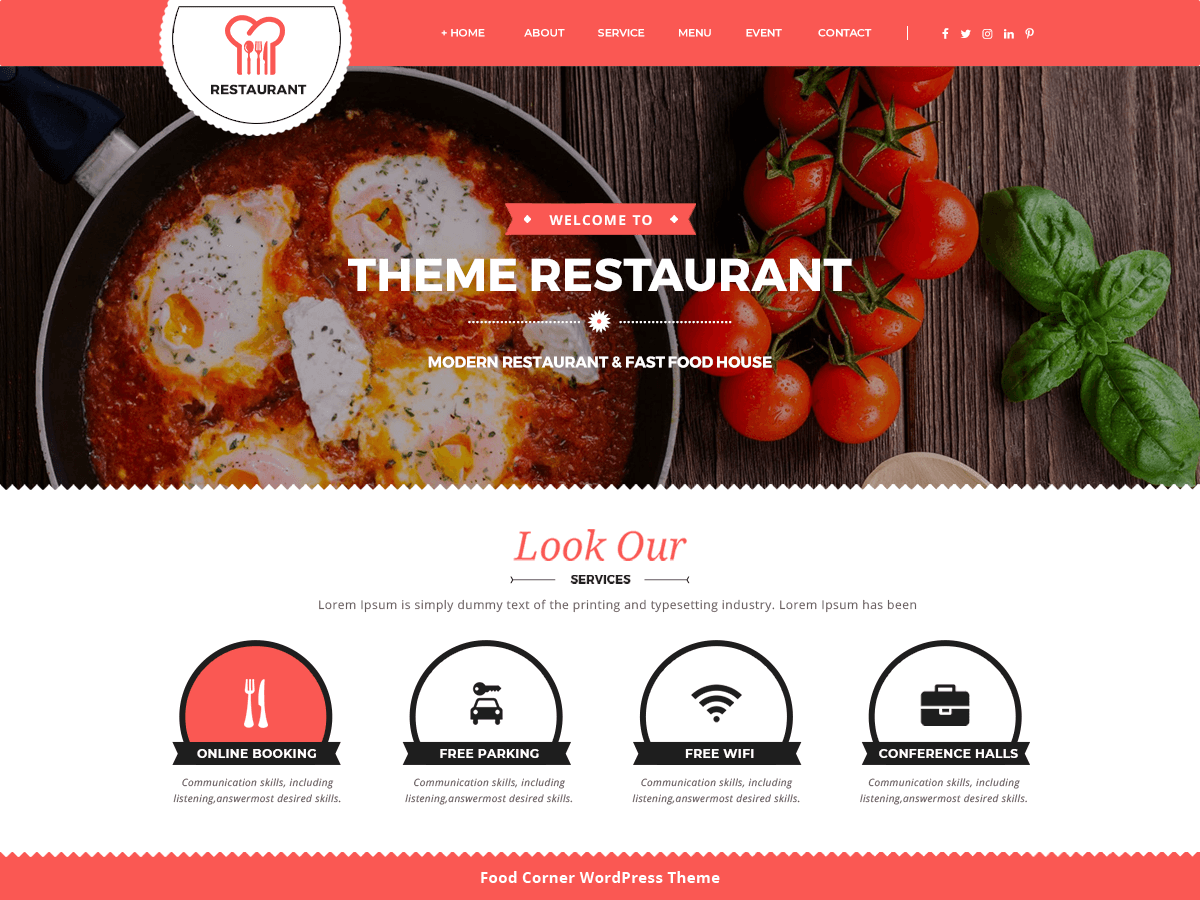 RESTAURANT
+ HOME ABOUT SERVICE MENU EVENT CONTACT
WELCOME TO
THEME RESTAURANT
MODERN RESTAURANT & FAST FOOD HOUSE
Look Our
SERVICES
Lorem Ipsum is simply dummy text of the printing and typesetting industry. Lorem Ipsum has been
ONLINE BOOKING
Communication skills, including
listening,answermost desired skills.
FREE PARKING
Communication skills, including
listening,answermost desired skills.
FREE WIFI
Communication skills, including
listening,answermost desired skills.
CONFERENCE HALLS
Communication skills, including
listening,answermost desired skills.
Food Corner WordPress Theme